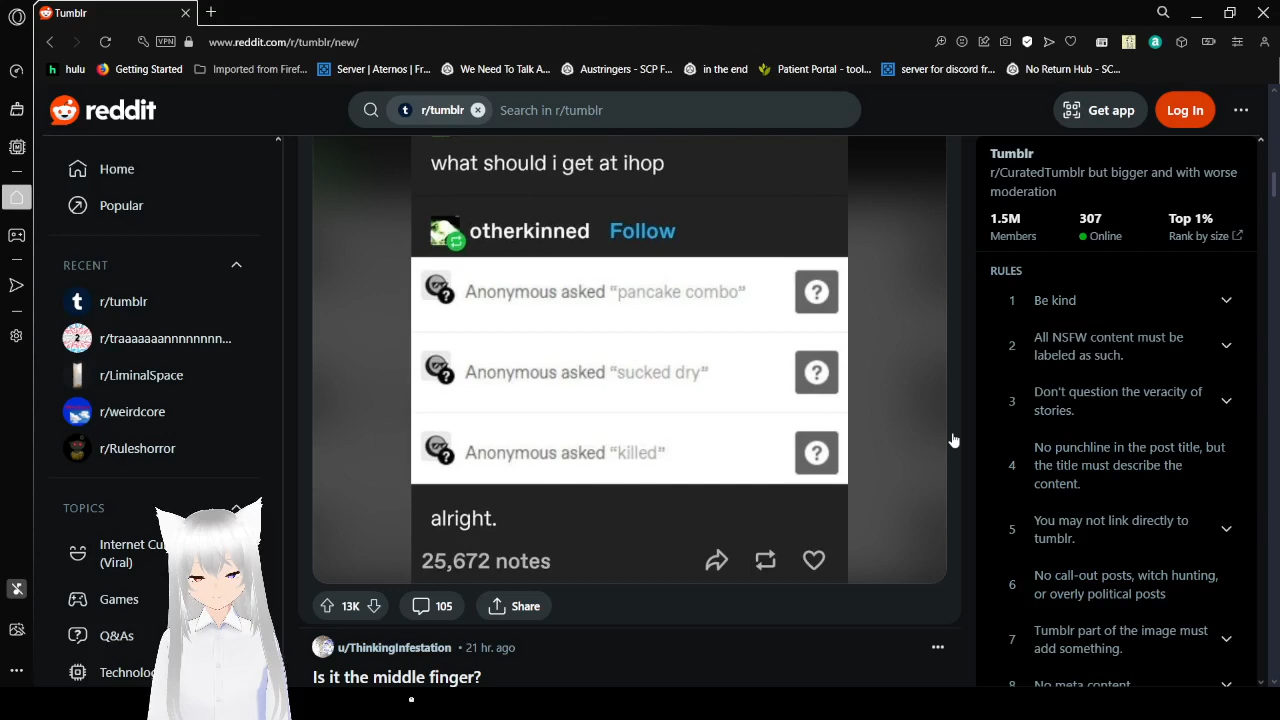 Tumblr
www.reddit.com/r/tumblr/new/
VPN
hulu
Getting Started
Imported from Firef...
Server | Aternos | Fr...
We Need To Talk A...
Austringers - SCP F...
in the end
Patient Portal - tool...
server for discord fr...
No Return Hub - SC...
reddit
r/tumblr
Search in r/tumblr
Get app
Log In
Home
Popular
RECENT
r/tumblr
r/traaaaaaannnnnnnn...
r/LiminalSpace
r/weirdcore
r/Ruleshorror
TOPICS
Internet Cu
(Viral)
Games
Q&As
Technolo
what should i get at ihop
otherkinned Follow
Anonymous asked “pancake combo”
Anonymous asked “sucked dry”
Anonymous asked “killed”
alright.
25,672 notes
13K
105
Share
u/ThinkingInfestation • 21 hr. ago
Is it the middle finger?
Tumblr
r/CuratedTumblr but bigger and with worse
moderation
1.5M
307
Top 1%
Members
Online
Rank by size
RULES
1 Be kind
2 All NSFW content must be
labeled as such.
3 Don't question the veracity of
stories.
4 No punchline in the post title, but
the title must describe the
content.
5 You may not link directly to
tumblr.
6 No call-out posts, witch hunting,
or overly political posts
7 Tumblr part of the image must
add something.
8 No meta content